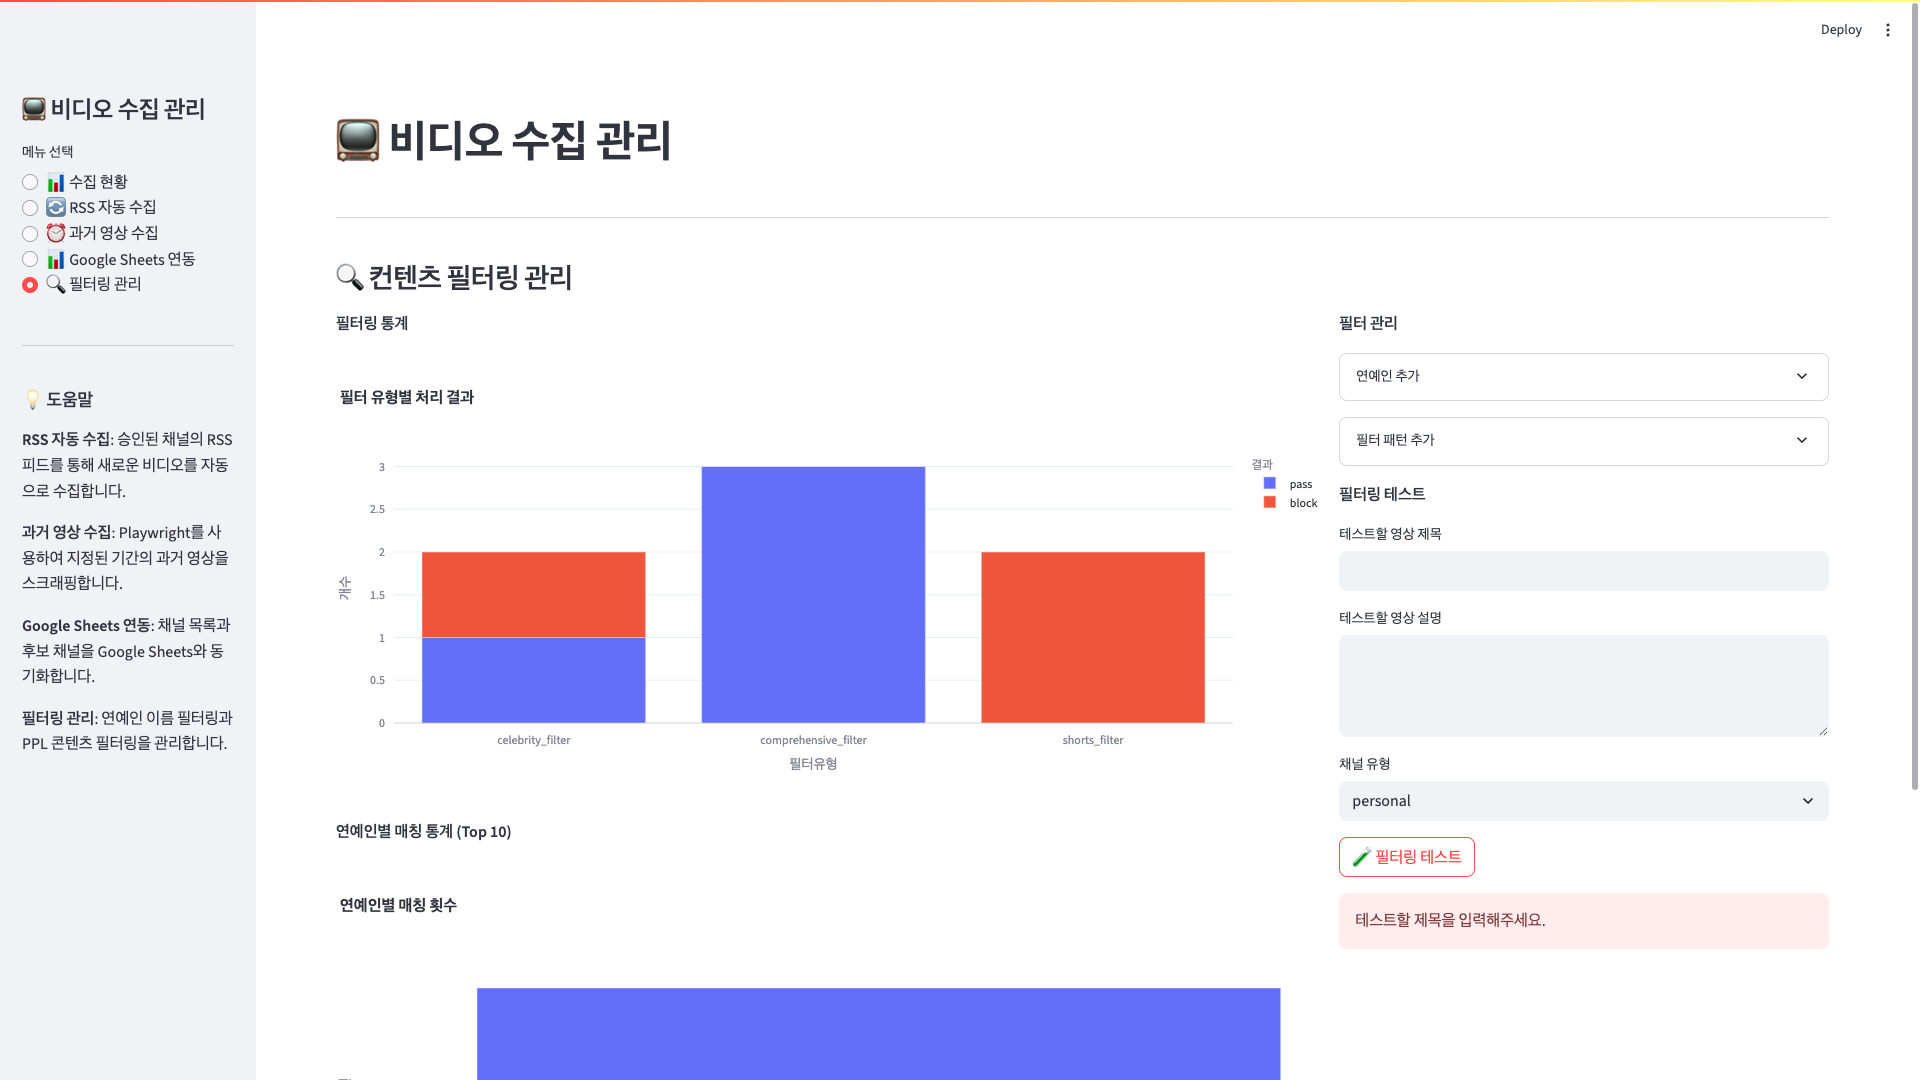 Deploy
비디오 수집 관리
메뉴 선택
수집 현황
RSS 자동 수집
과거 영상 수집
Google Sheets 연동
필터링 관리
도움말
RSS 자동 수집: 승인된 채널의 RSS
피드를 통해 새로운 비디오를 자동
으로 수집합니다.
과거 영상 수집: Playwright를 사
용하여 지정된 기간의 과거 영상을
스크래핑합니다.
Google Sheets 연동: 채널 목록과
후보 채널을 Google Sheets와 동
기화합니다.
필터링 관리: 연예인 이름 필터링과
PPL 콘텐츠 필터링을 관리합니다.
비디오 수집 관리
컨텐츠 필터링 관리
필터링 통계
필터 유형별 처리 결과
3
2.5
2
1.5
1
0.5
0
개수
celebrity_filter
comprehensive_filter
shorts_filter
필터유형
결과
pass
block
연예인별 매칭 통계 (Top 10)
연예인별 매칭 횟수
필터 관리
연예인 추가
필터 패턴 추가
필터링 테스트
테스트할 영상 제목
테스트할 영상 설명
채널 유형
personal
필터링 테스트
테스트할 제목을 입력해주세요.